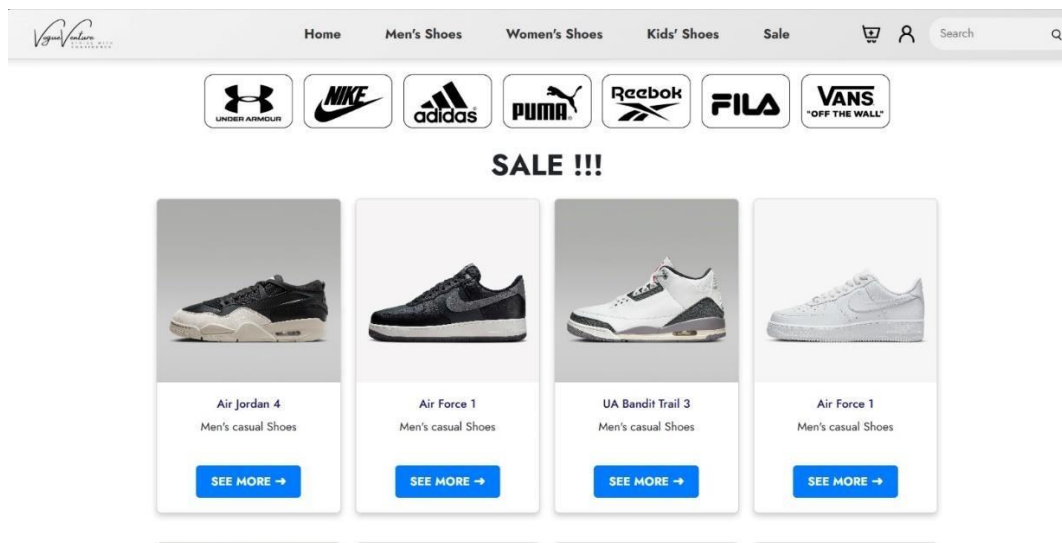 Vogue Venture
Home Men's Shoes Women's Shoes Kids' Shoes Sale Search
UNDER ARMOUR NIKE adidas PUMA Reebok FILA VANS
"OFF THE WALL"
SALE !!!
Air Jordan 4 Air Force 1 UA Bandit Trail 3 Air Force 1
Men's casual Shoes Men's casual Shoes Men's casual Shoes Men's casual Shoes
SEE MORE → SEE MORE → SEE MORE → SEE MORE →